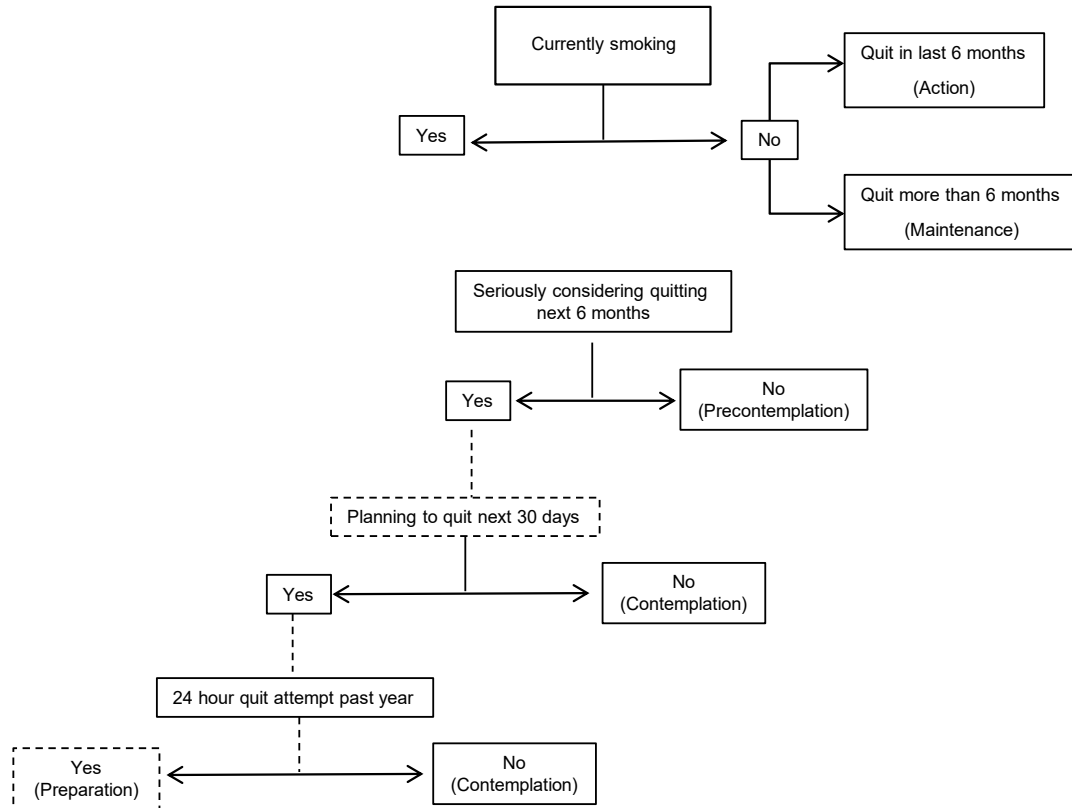 Currently smoking
Quit in last 6 months
(Action)
Yes
No
Quit more than 6 months
(Maintenance)
Seriously considering quitting
next 6 months
Yes
No
(Precontemplation)
Planning to quit next 30 days
Yes
No
(Contemplation)
24 hour quit attempt past year
Yes
(Preparation)
No
(Contemplation)